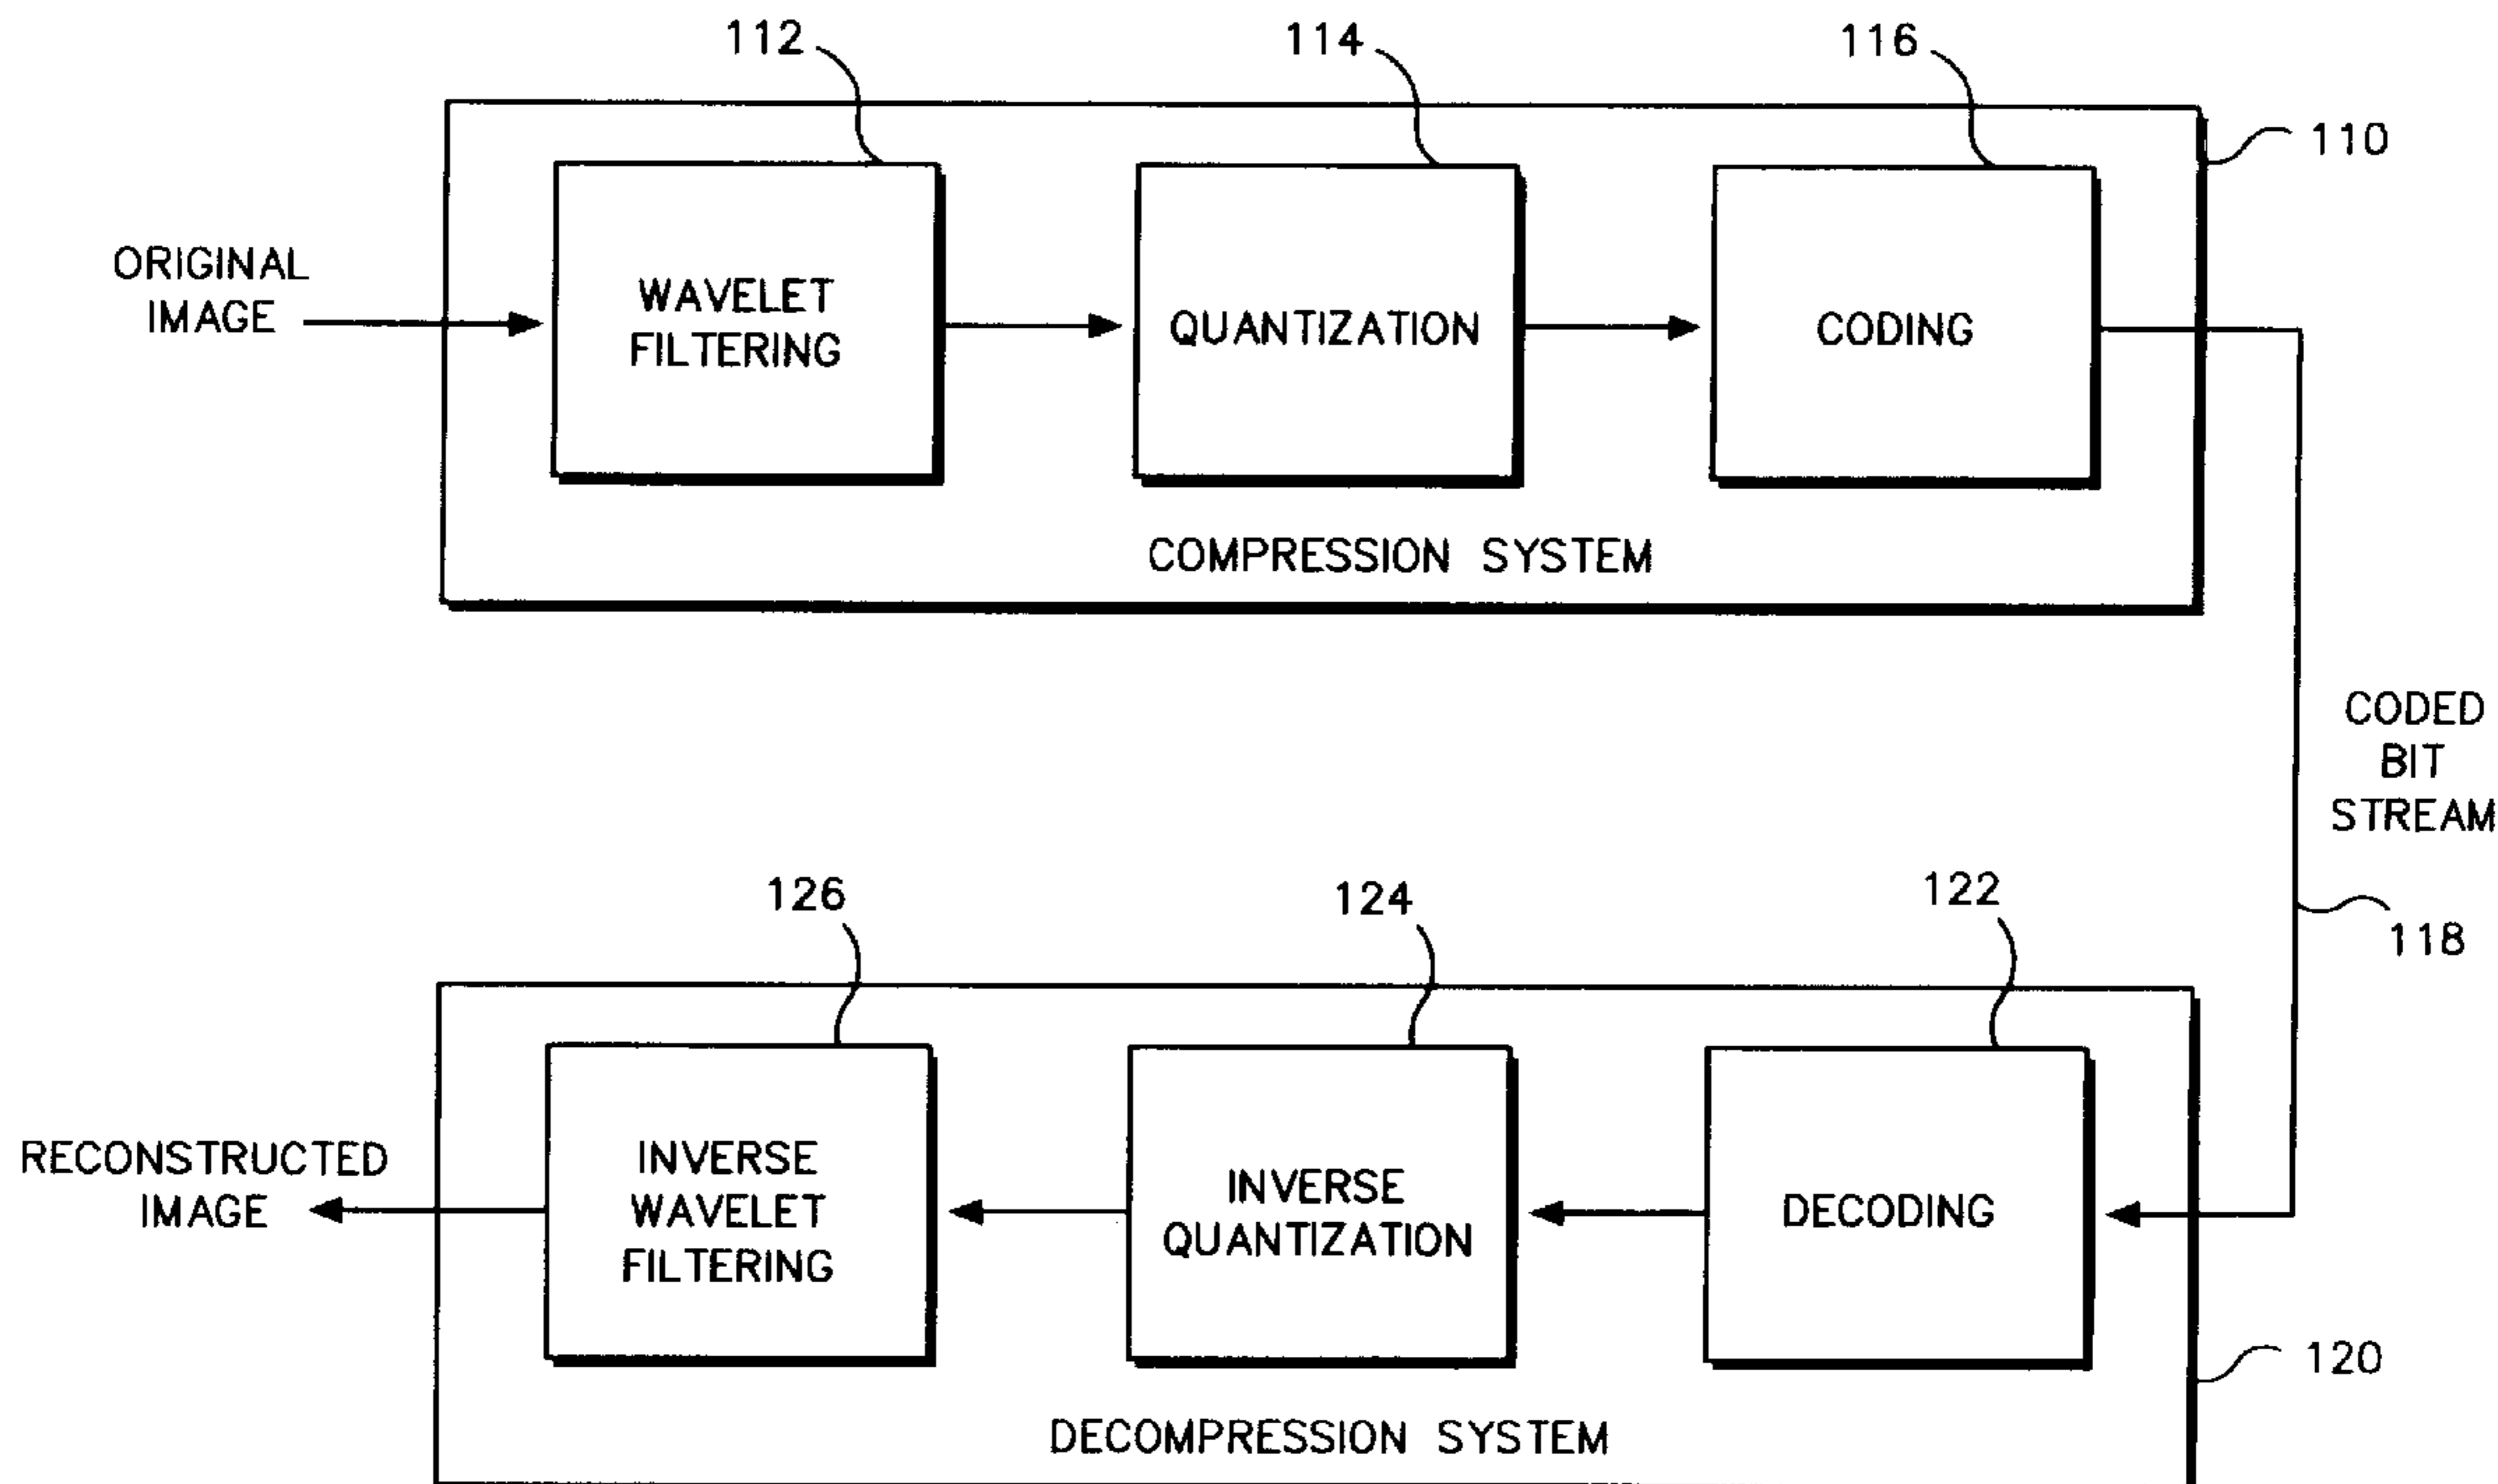 112
114
116
110
ORIGINAL
IMAGE
WAVELET
FILTERING
QUANTIZATION
CODING
COMPRESSION SYSTEM
CODED
BIT
STREAM
118
126
124
122
RECONSTRUCTED
IMAGE
INVERSE
WAVELET
FILTERING
INVERSE
QUANTIZATION
DECODING
120
DECOMPRESSION SYSTEM